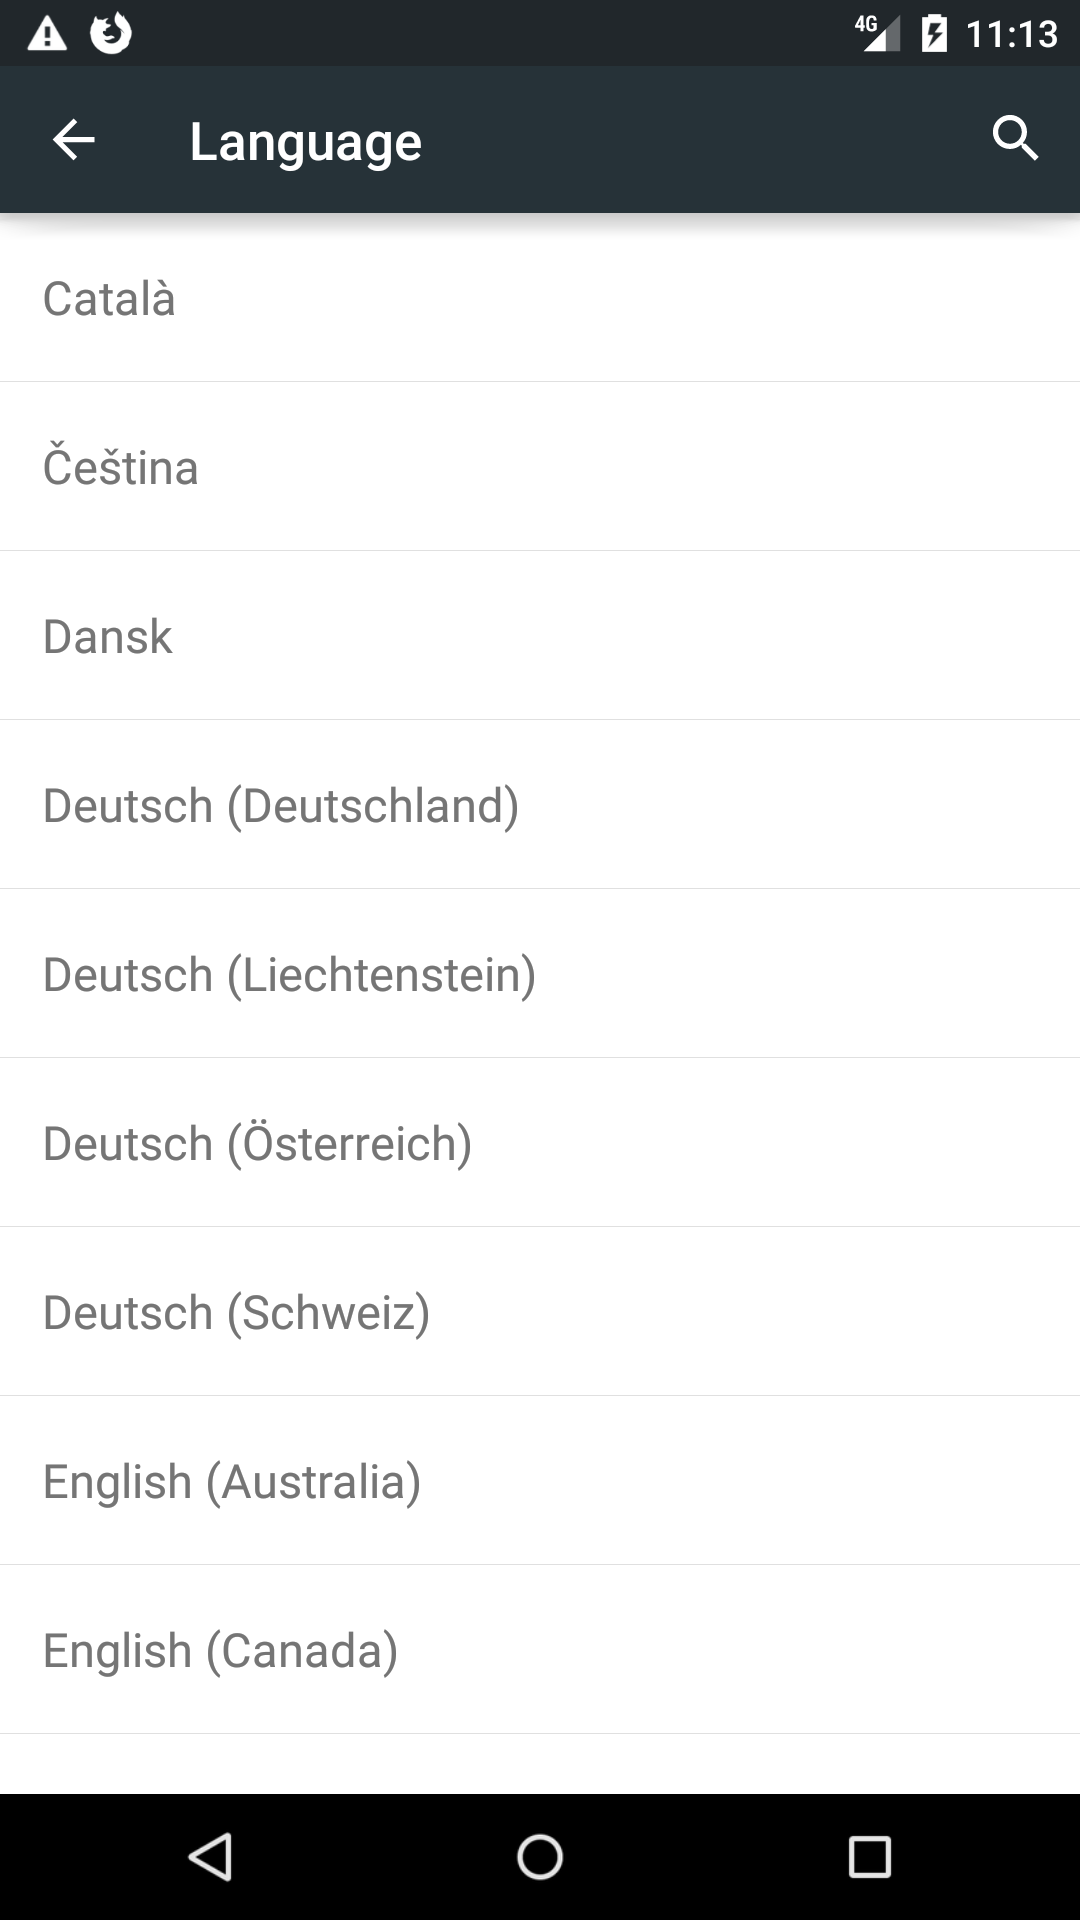 4G 11:13
Language
Català
Čeština
Dansk
Deutsch (Deutschland)
Deutsch (Liechtenstein)
Deutsch (Österreich)
Deutsch (Schweiz)
English (Australia)
English (Canada)